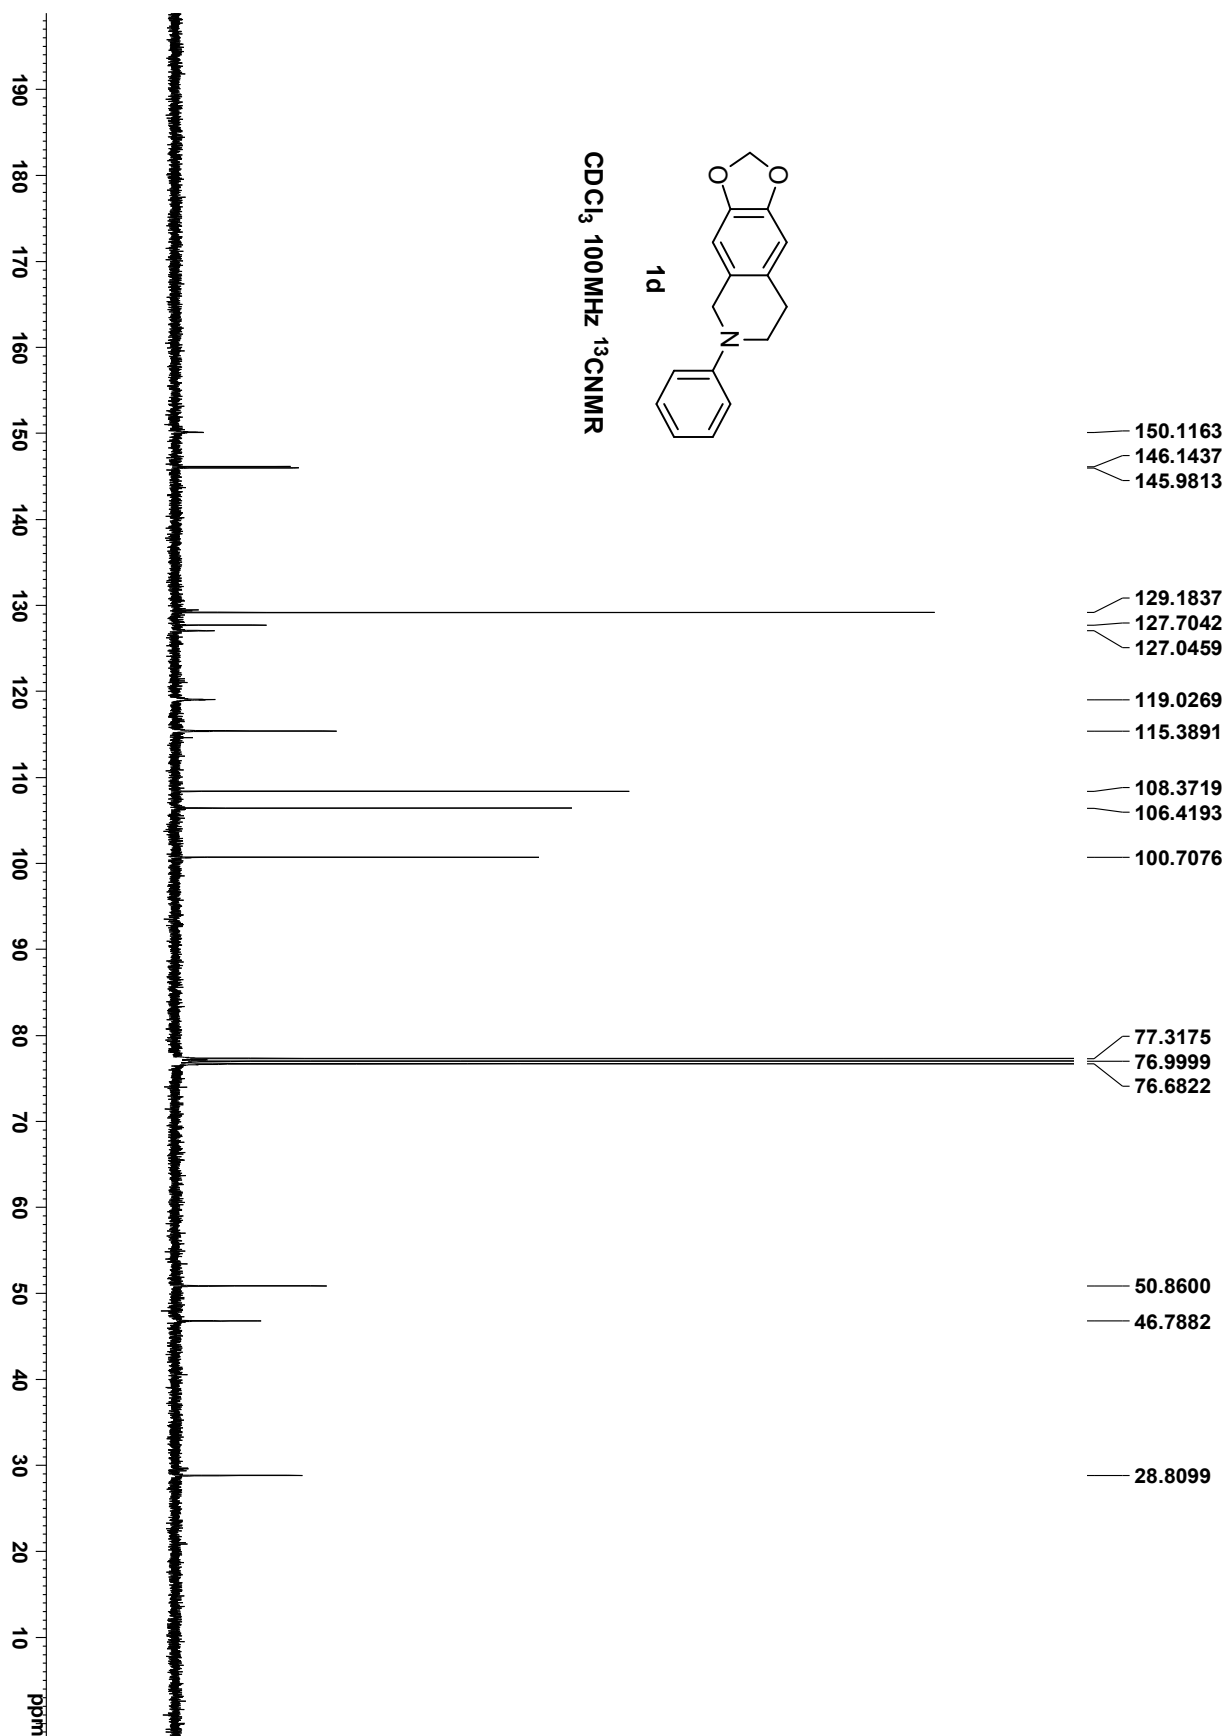 150.1163
146.1437
145.9813
129.1837
127.7042
127.0459
119.0269
115.3891
108.3719
106.4193
100.7076
77.3175
76.9999
76.6822
50.8600
46.7882
28.8099
O
O
N
1d
CDCl₃ 100MHz ¹³CNMR
190 180 170 160 150 140 130 120 110 100 90 80 70 60 50 40 30 20 10 ppm